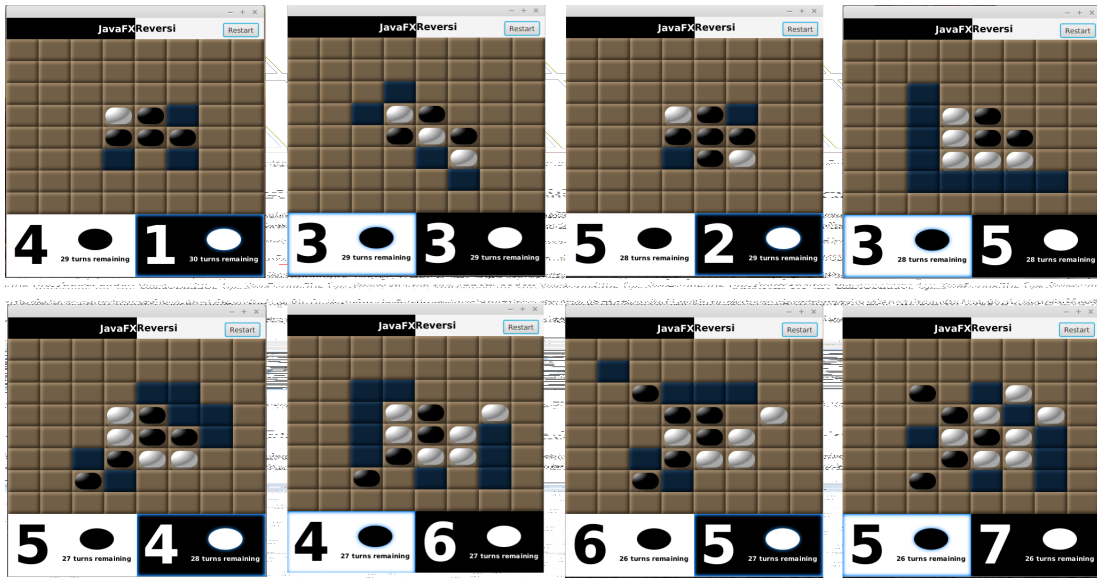 JavaFXReversi
Restart
4
29 turns remaining
1
30 turns remaining
JavaFXReversi
Restart
3
29 turns remaining
3
29 turns remaining
JavaFXReversi
Restart
5
28 turns remaining
2
29 turns remaining
JavaFXReversi
Restart
3
28 turns remaining
5
28 turns remaining
JavaFXReversi
Restart
5
27 turns remaining
4
28 turns remaining
JavaFXReversi
Restart
4
27 turns remaining
6
27 turns remaining
JavaFXReversi
Restart
6
26 turns remaining
5
27 turns remaining
JavaFXReversi
Restart
5
26 turns remaining
7
26 turns remaining